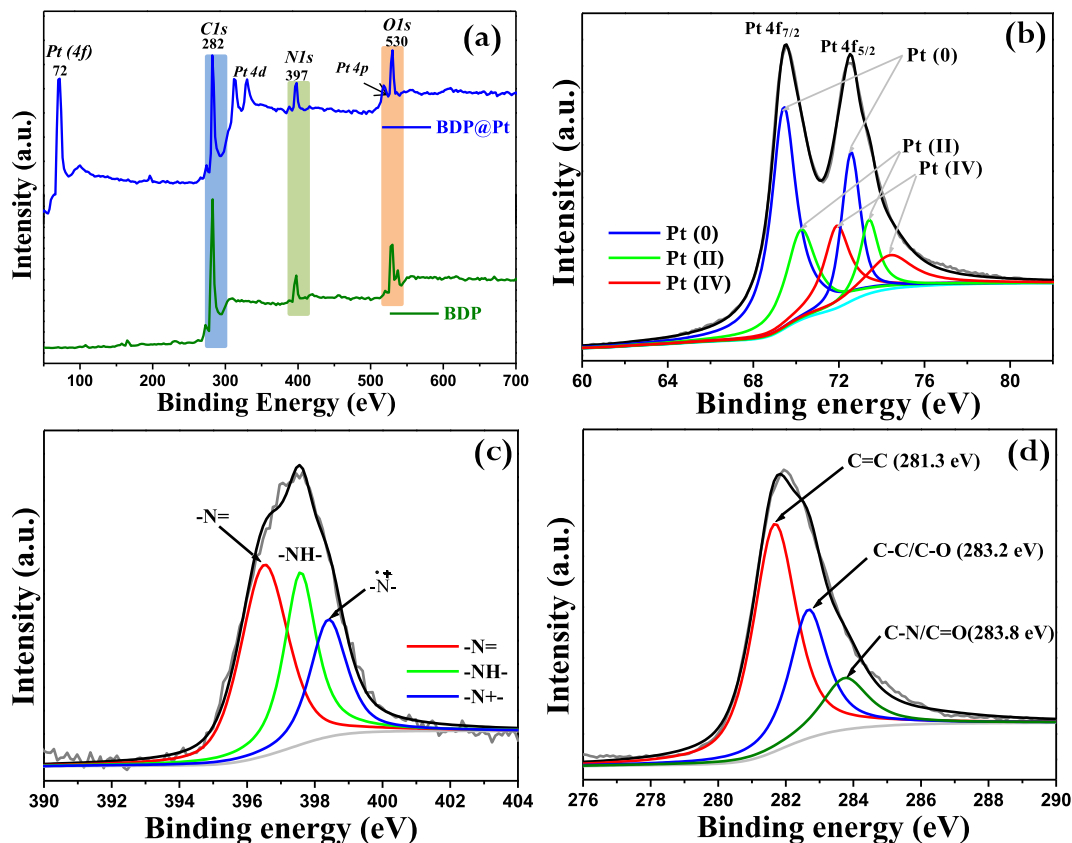 (a)
C1s
282
Pt (4f)
72
Pt 4d
N1s
397
Pt 4p
O1s
530
BDP@Pt
BDP
Intensity (a.u.)
100 200 300 400 500 600 700
Binding Energy (eV)
(b)
Pt 4f7/2
Pt 4f5/2
Pt (0)
Pt (II)
Pt (IV)
Pt (0)
Pt (II)
Pt (IV)
Intensity (a.u.)
60 64 68 72 76 80
Binding energy (eV)
(c)
-N=
-NH-
-N-
·+
-N=
-NH-
-N+-
Intensity (a.u.)
390 392 394 396 398 400 402 404
Binding energy (eV)
(d)
C=C (281.3 eV)
C-C/C-O (283.2 eV)
C-N/C=O(283.8 eV)
Intensity (a.u.)
276 278 280 282 284 286 288 290
Binding energy (eV)